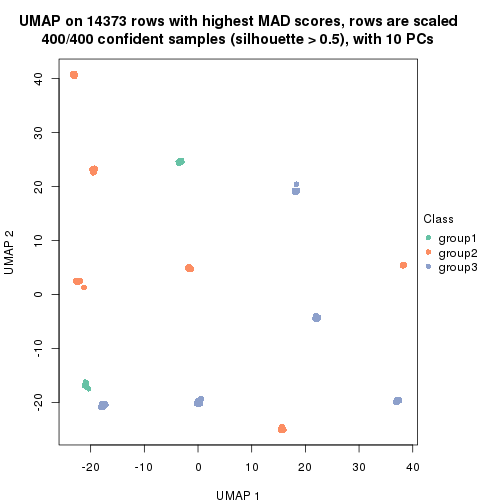 UMAP on 14373 rows with highest MAD scores, rows are scaled
400/400 confident samples (silhouette > 0.5), with 10 PCs
40
30
20
10
0
-10
-20
UMAP 2
-20
-10
0
10
20
30
40
UMAP 1
Class
group1
group2
group3